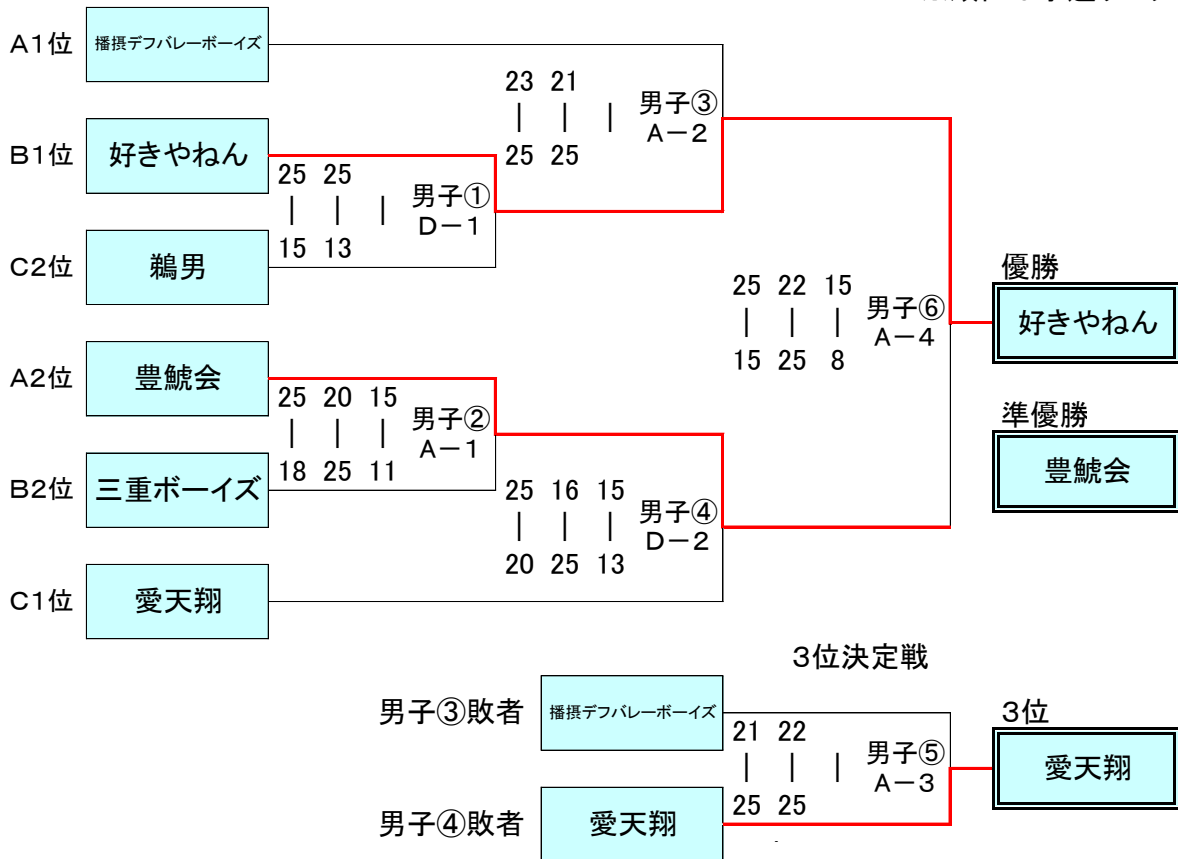 A1位 播摂デフバレーボーイズ
23 21
| | |
25 25
男子③
A-2
B1位 好きやねん
25 25
| | |
15 13
男子①
D-1
C2位 鵜男
優勝
25 22 15
| | |
15 25 8
男子⑥
A-4
好きやねん
A2位 豊鯱会
25 20 15
| | |
18 25 11
男子②
A-1
準優勝
豊鯱会
B2位 三重ボーイズ
25 16 15
| | |
20 25 13
男子④
D-2
C1位 愛天翔
3位決定戦
男子③敗者 播摂デフバレーボーイズ
21 22
| | |
25 25
男子⑤
A-3
3位
愛天翔
男子④敗者 愛天翔